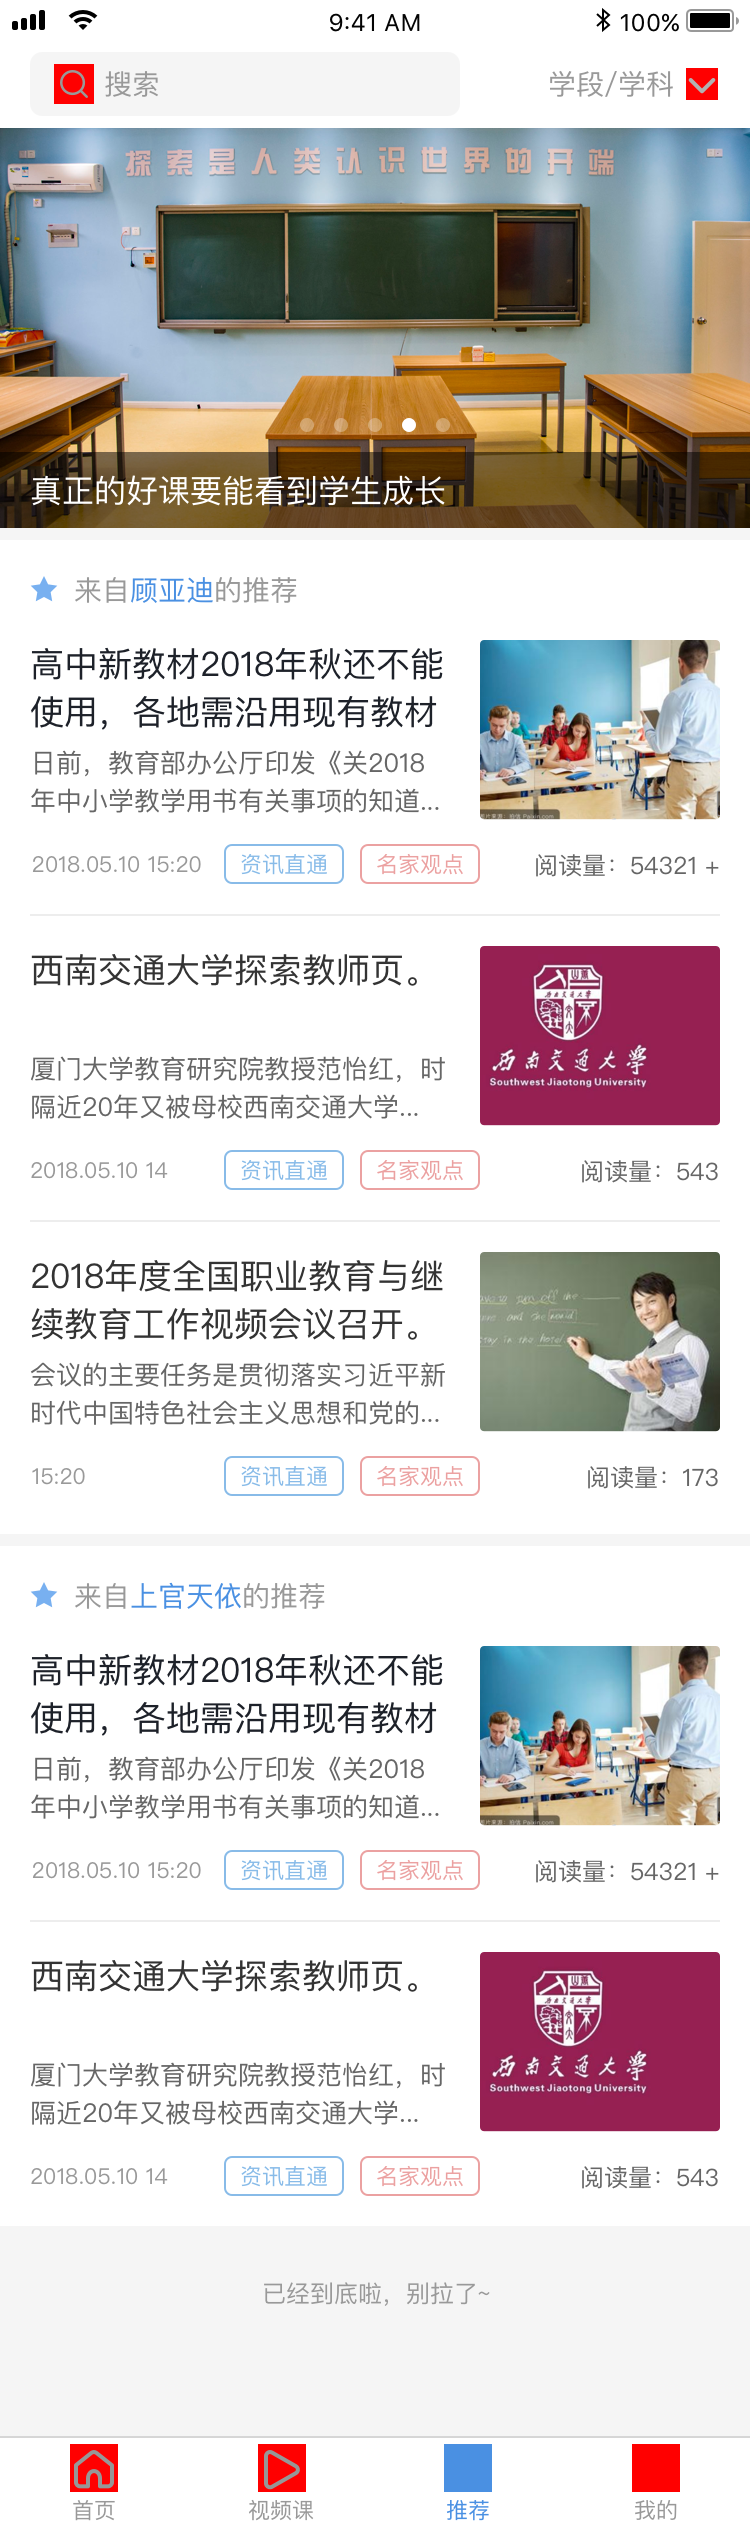 9:41 AM
100%
搜索
学段/学科
探索是人类认识世界的开端
真正的好课要能看到学生成长
来自顾亚迪的推荐
高中新教材2018年秋还不能
使用，各地需沿用现有教材
日前，教育部办公厅印发《关2018
年中小学教学用书有关事项的知道...
2018.05.10 15:20
资讯直通
名家观点
阅读量：54321 +
西南交通大学探索教师页。
厦门大学教育研究院教授范怡红，时
隔近20年又被母校西南交通大学...
西南交通大学
Southwest Jiaotong University
2018.05.10 14
资讯直通
名家观点
阅读量：543
2018年度全国职业教育与继
续教育工作视频会议召开。
会议的主要任务是贯彻落实习近平新
时代中国特色社会主义思想和党的...
15:20
资讯直通
名家观点
阅读量：173
来自上官天依的推荐
高中新教材2018年秋还不能
使用，各地需沿用现有教材
日前，教育部办公厅印发《关2018
年中小学教学用书有关事项的知道...
2018.05.10 15:20
资讯直通
名家观点
阅读量：54321 +
西南交通大学探索教师页。
厦门大学教育研究院教授范怡红，时
隔近20年又被母校西南交通大学...
西南交通大学
Southwest Jiaotong University
2018.05.10 14
资讯直通
名家观点
阅读量：543
已经到底啦，别拉了~
首页
视频课
推荐
我的